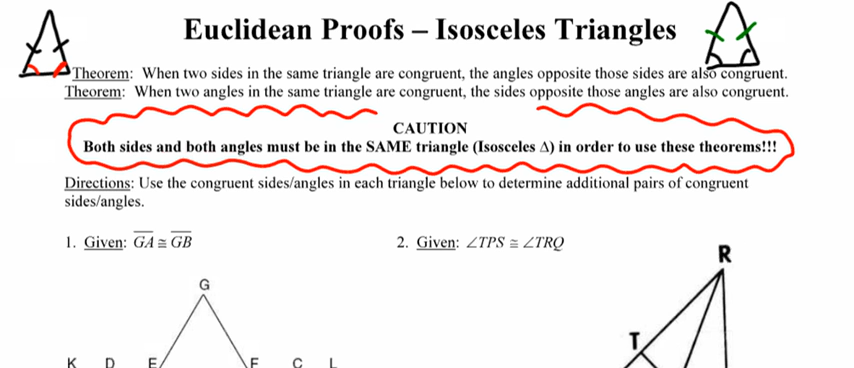 Euclidean Proofs – Isosceles Triangles
Theorem: When two sides in the same triangle are congruent, the angles opposite those sides are also congruent.
Theorem: When two angles in the same triangle are congruent, the sides opposite those angles are also congruent.
CAUTION
Both sides and both angles must be in the SAME triangle (Isosceles Δ) in order to use these theorems!!!
Directions: Use the congruent sides/angles in each triangle below to determine additional pairs of congruent
sides/angles.
1. Given: G̅A̅ ≅ G̅B̅
2. Given: ∠TPS ≅ ∠TRQ
R
G
T
K D E F C L